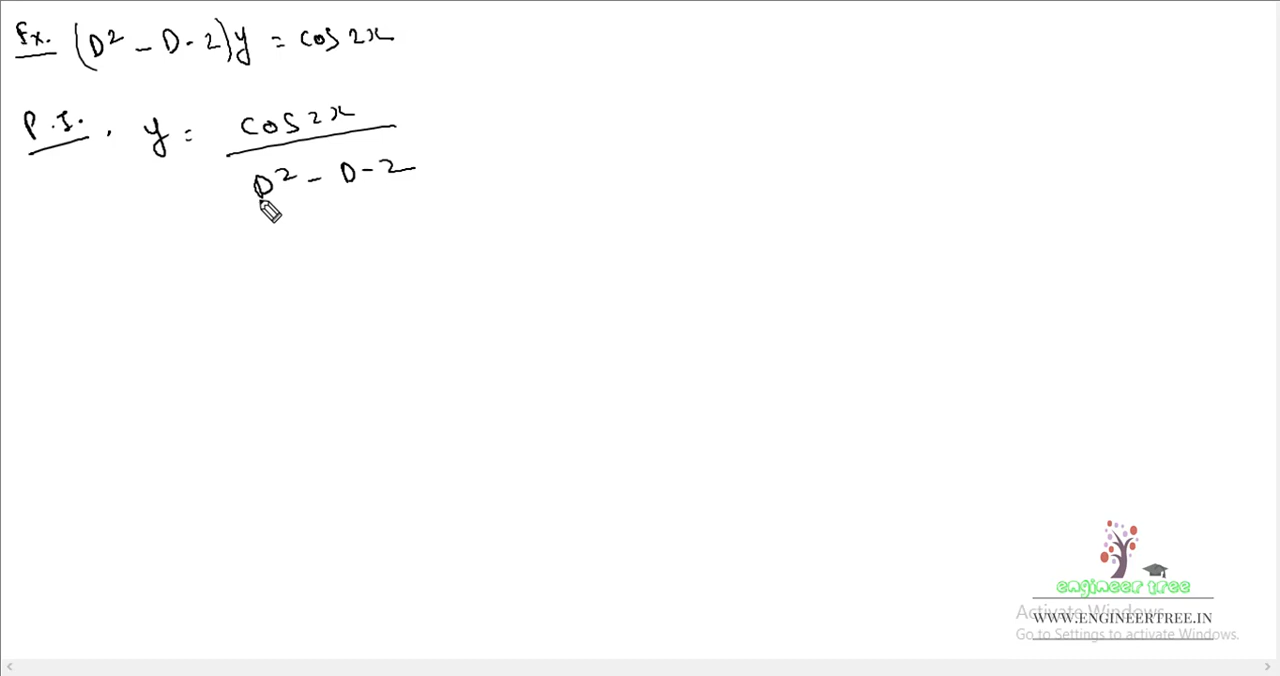 Ex. (D² - D - 2)y = cos 2x
P.I. , y = cos 2x
D² - D - 2
engineer tree
WWW.ENGINEERTREE.IN
Activate Windows
Go to Settings to activate Windows.